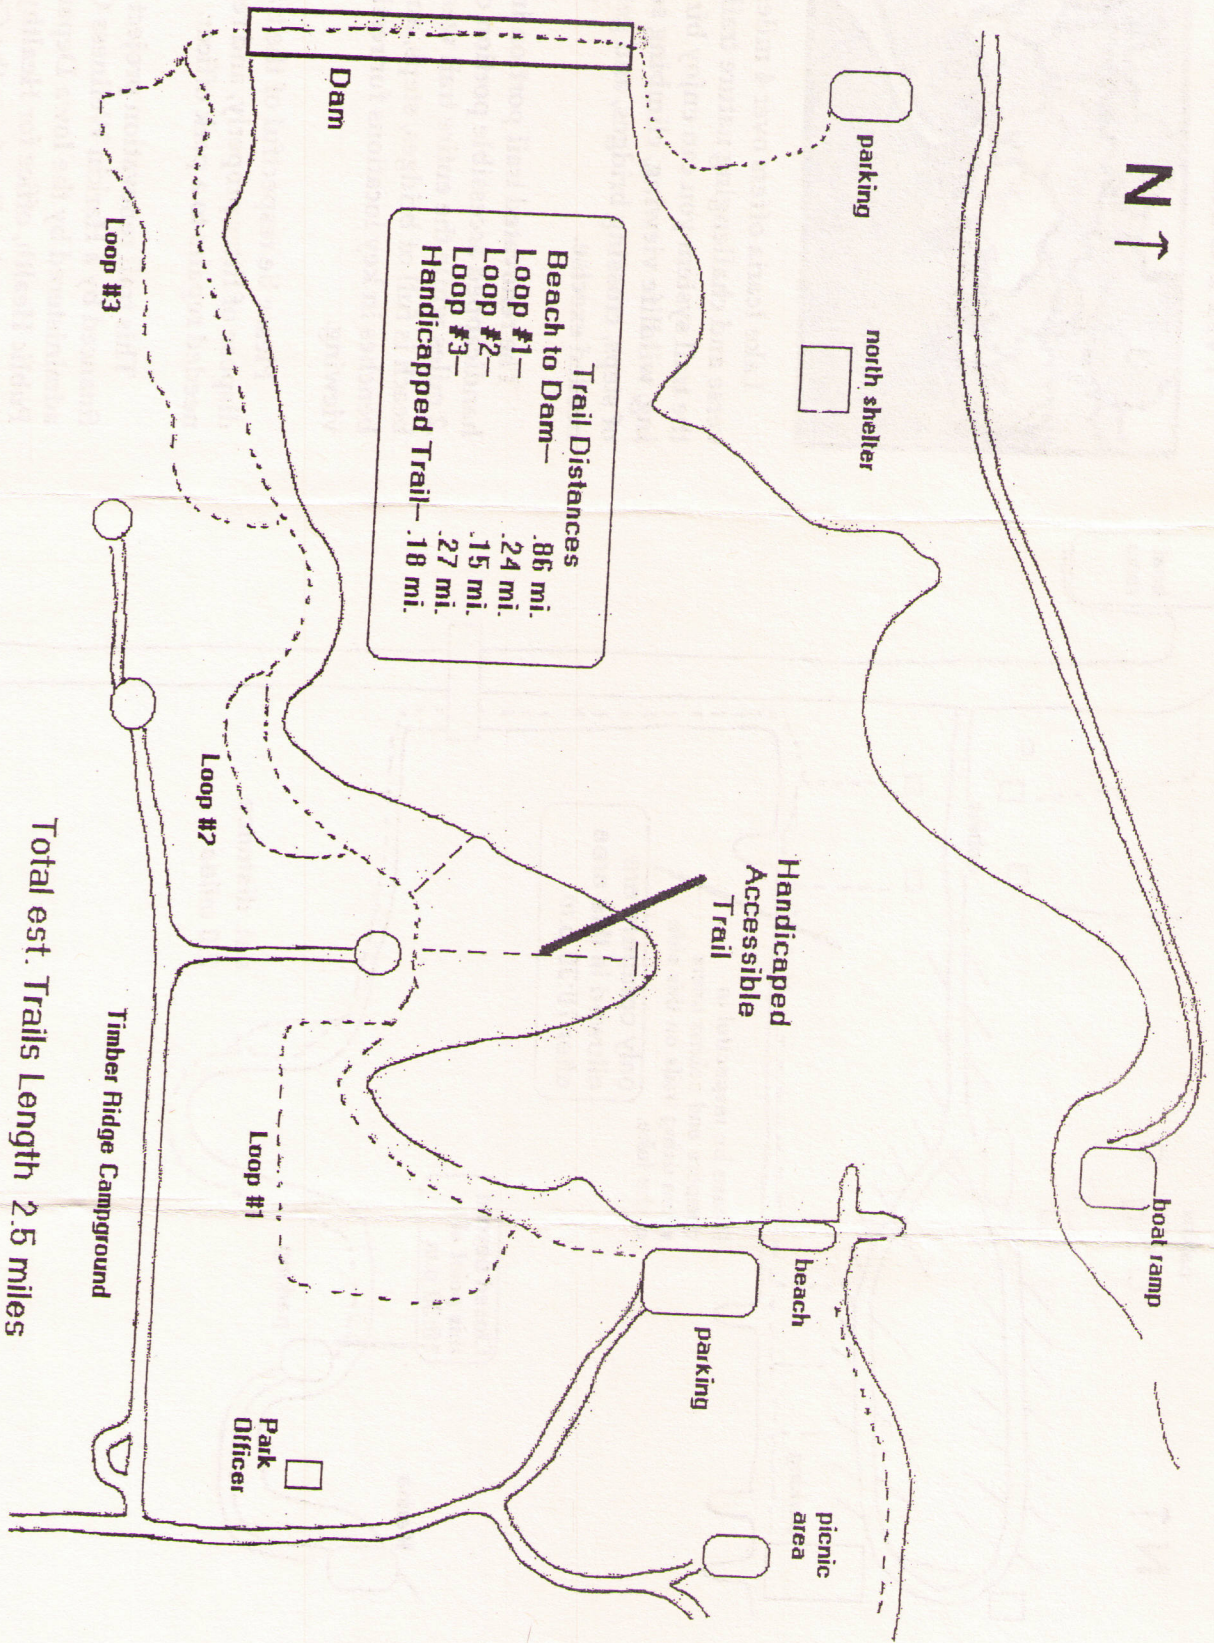 N ↑
parking
north shelter
boat ramp
Dam
Trail Distances
Beach to Dam— .86 mi.
Loop #1— .24 mi.
Loop #2— .15 mi.
Loop #3— .27 mi.
Handicapped Trail— .18 mi.
Handicaped
Accessible
Trail
beach
parking
picnic
area
Loop #3
Loop #2
Loop #1
Park
Officer
Timber Ridge Campground
Total est. Trails Length 2.5 miles